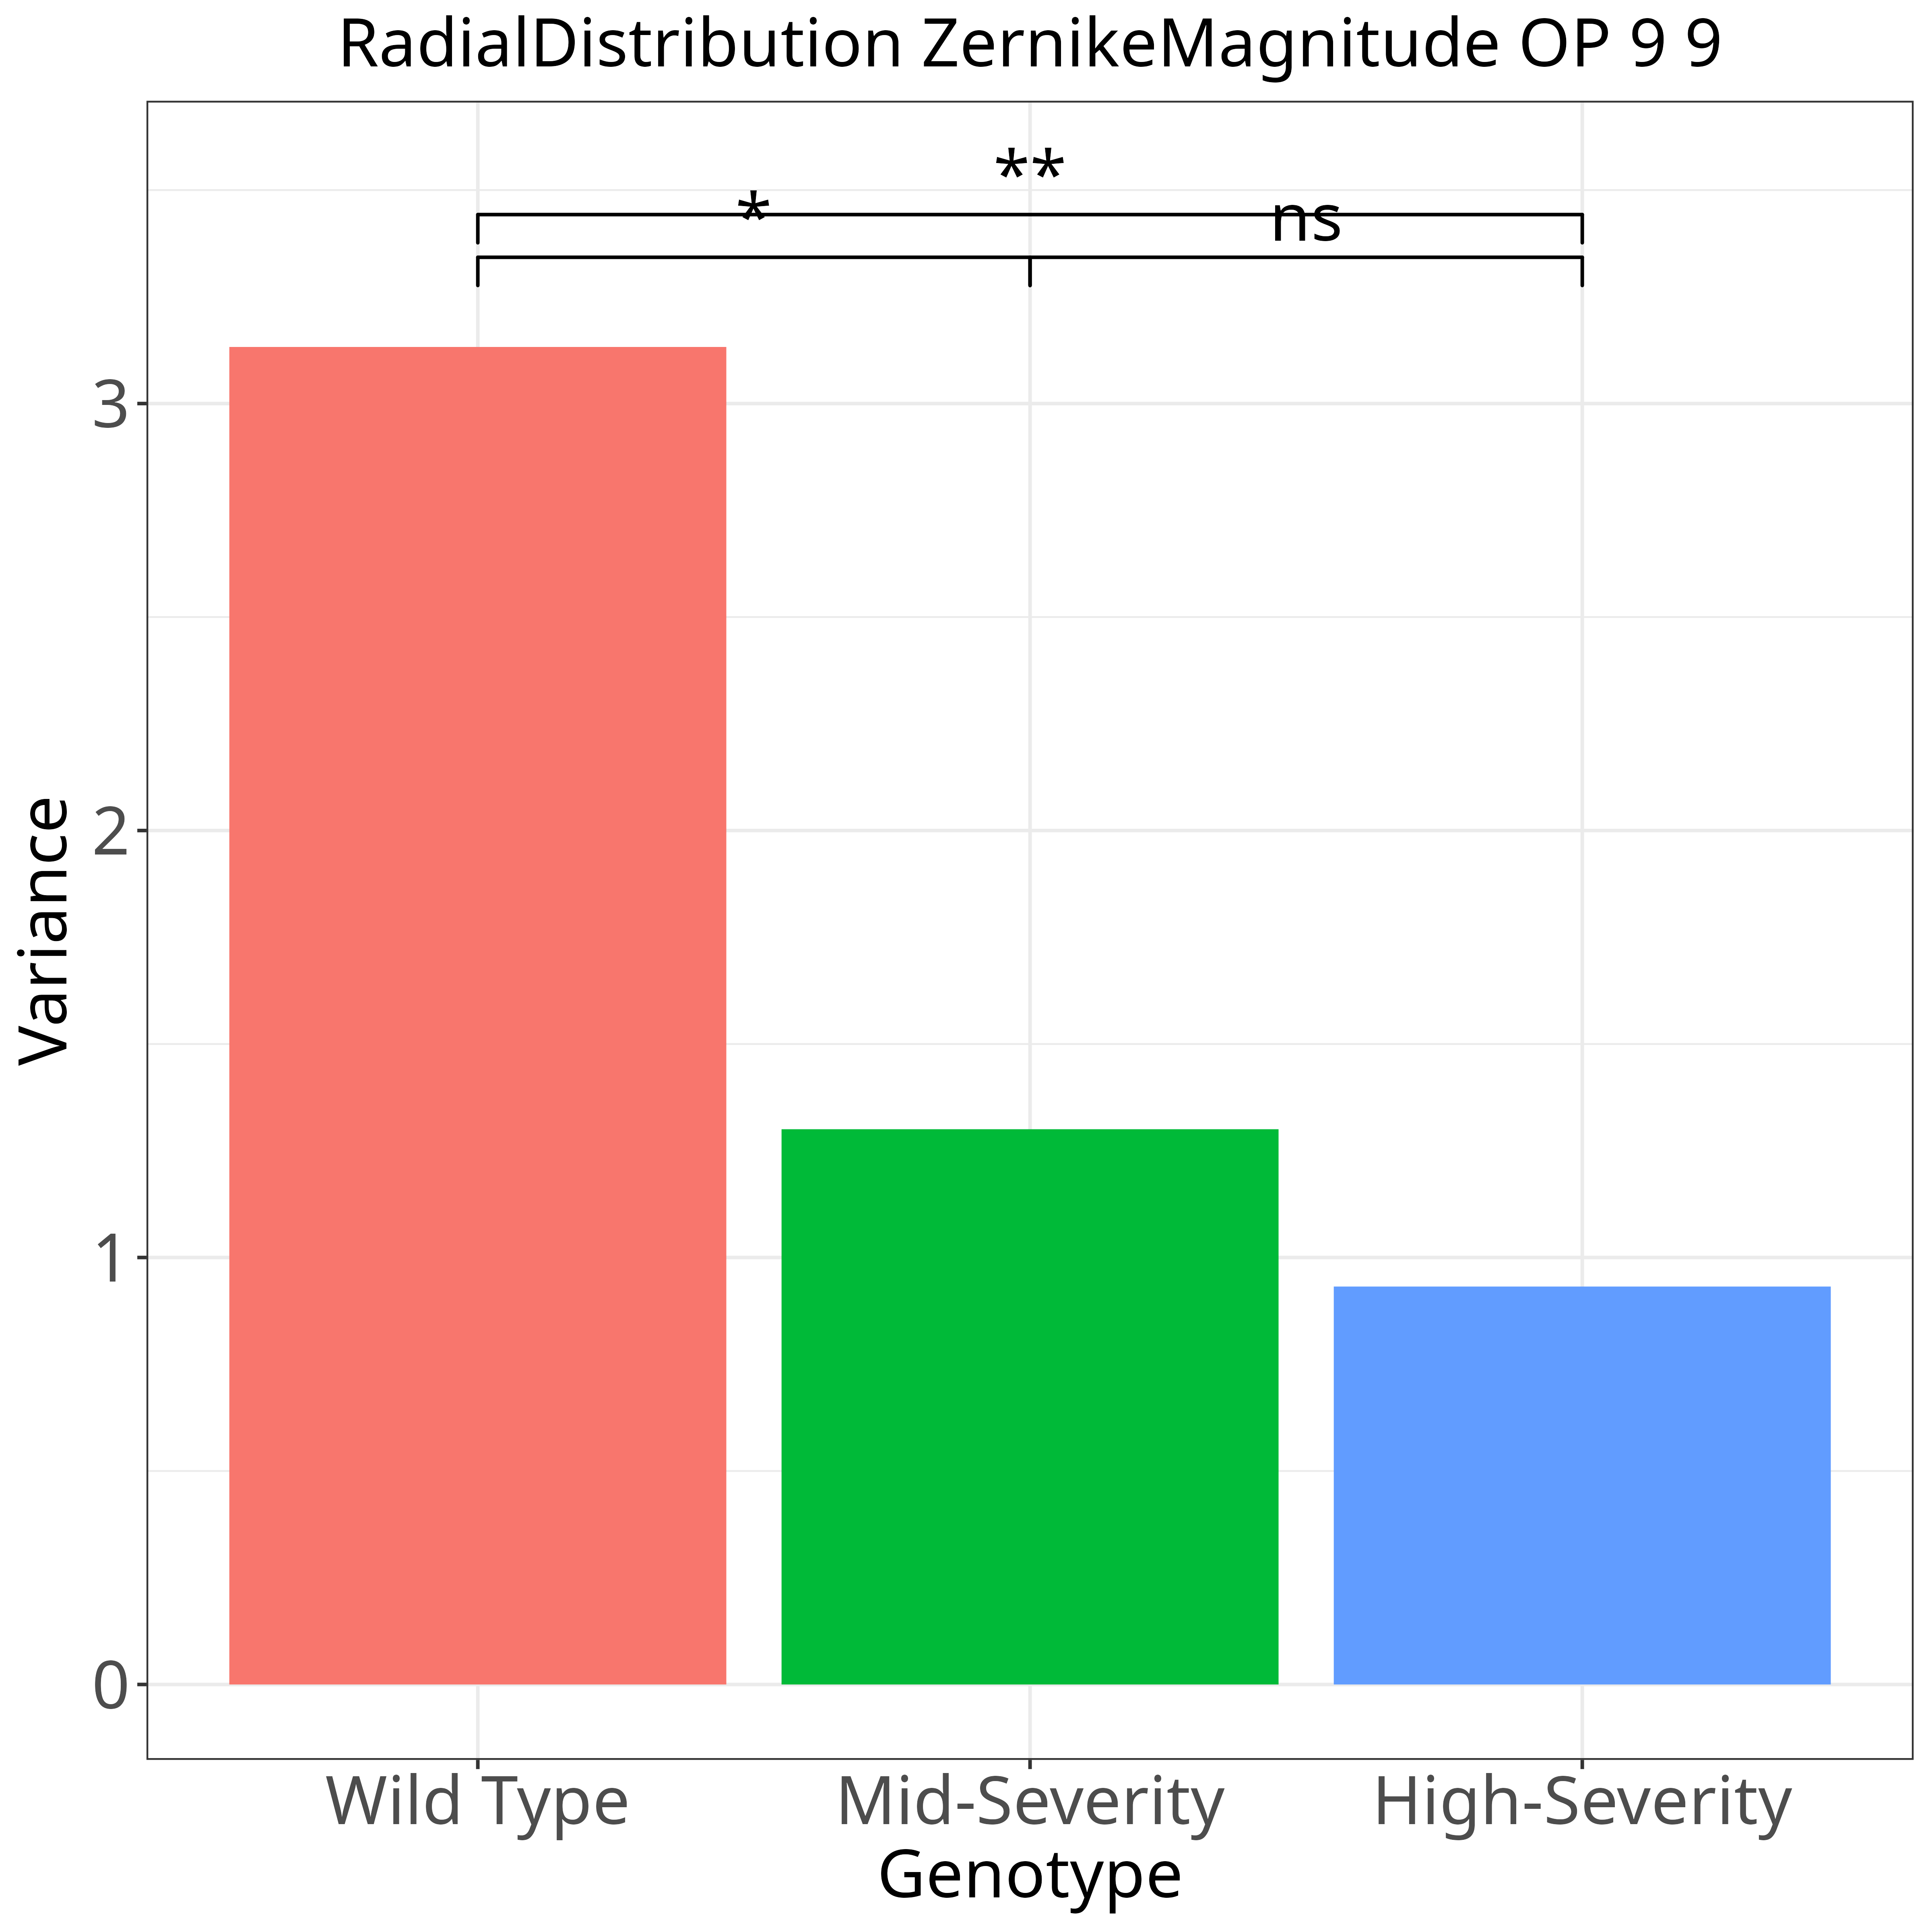 RadialDistribution ZernikeMagnitude OP 9 9
**
*
ns
3
2
1
0
Variance
Wild Type
Mid-Severity
High-Severity
Genotype